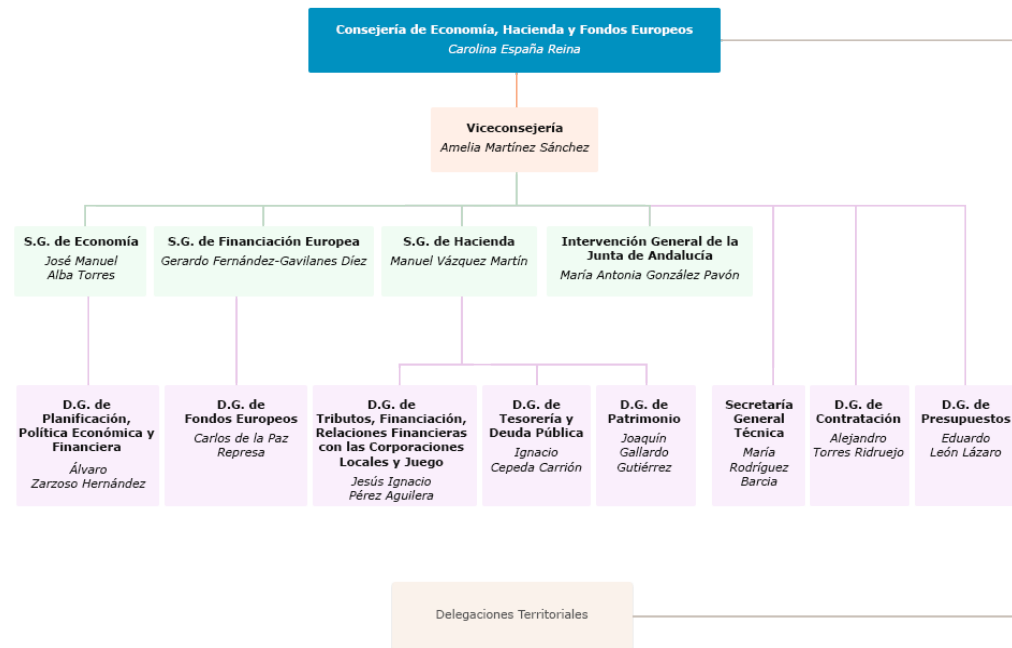 Consejería de Economía, Hacienda y Fondos Europeos
Carolina España Reina
Viceconsejería
Amelia Martínez Sánchez
S.G. de Economía
José Manuel
Alba Torres
S.G. de Financiación Europea
Gerardo Fernández-Gavilanes Díez
S.G. de Hacienda
Manuel Vázquez Martín
Intervención General de la
Junta de Andalucía
María Antonia González Pavón
D.G. de
Planificación,
Política Económica y
Financiera
Álvaro
Zarzoso Hernández
D.G. de
Fondos Europeos
Carlos de la Paz
Represa
D.G. de
Tributos, Financiación,
Relaciones Financieras
con las Corporaciones
Locales y Juego
Jesús Ignacio
Pérez Aguilera
D.G. de
Tesorería y
Deuda Pública
Ignacio
Cepeda Carrión
D.G. de
Patrimonio
Joaquín
Gallardo
Gutiérrez
Secretaría
General
Técnica
María
Rodríguez
Barcia
D.G. de
Contratación
Alejandro
Torres Ridruejo
D.G. de
Presupuestos
Eduardo
León Lázaro
Delegaciones Territoriales